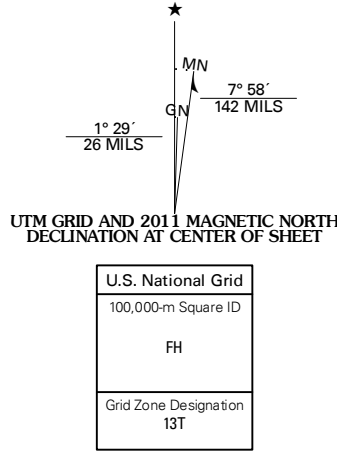 ★
MN
7° 58´
142 MILS
GN
1° 29´
26 MILS
UTM GRID AND 2011 MAGNETIC NORTH
DECLINATION AT CENTER OF SHEET
U.S. National Grid
100,000-m Square ID
FH
Grid Zone Designation
13T